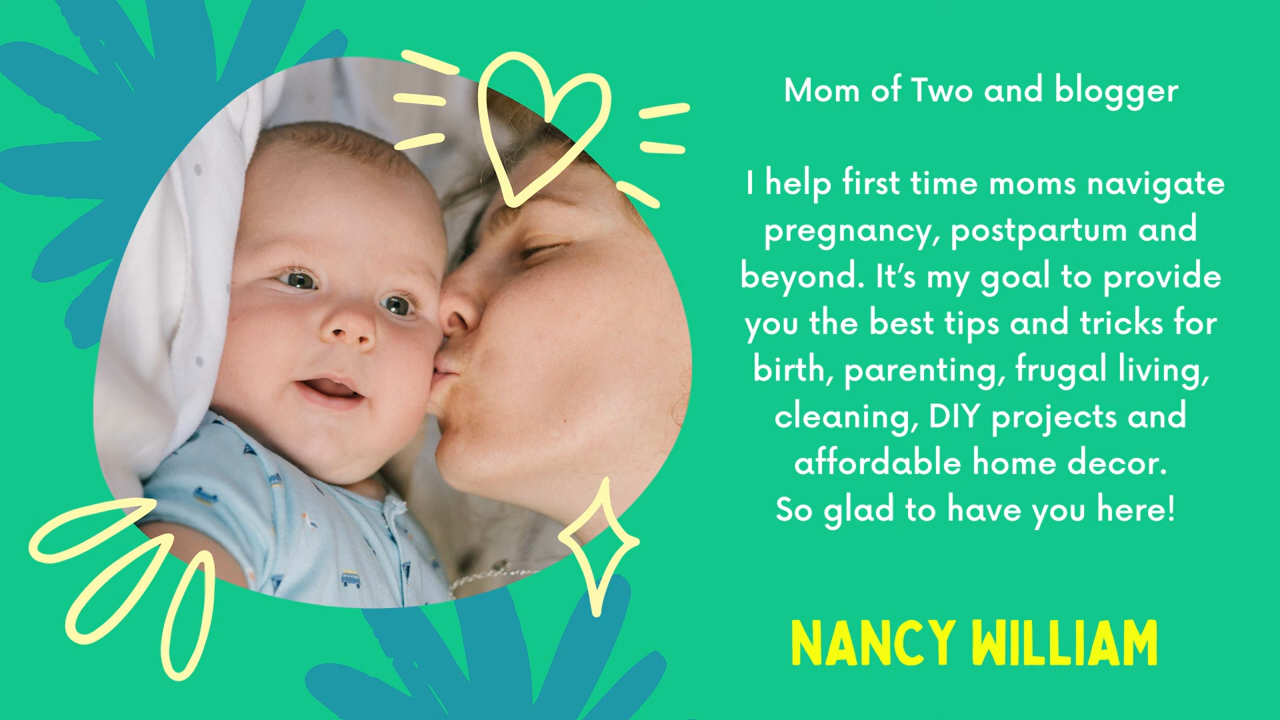 Mom of Two and blogger
I help first time moms navigate
pregnancy, postpartum and
beyond. It’s my goal to provide
you the best tips and tricks for
birth, parenting, frugal living,
cleaning, DIY projects and
affordable home decor.
So glad to have you here!
NANCY WILLIAM